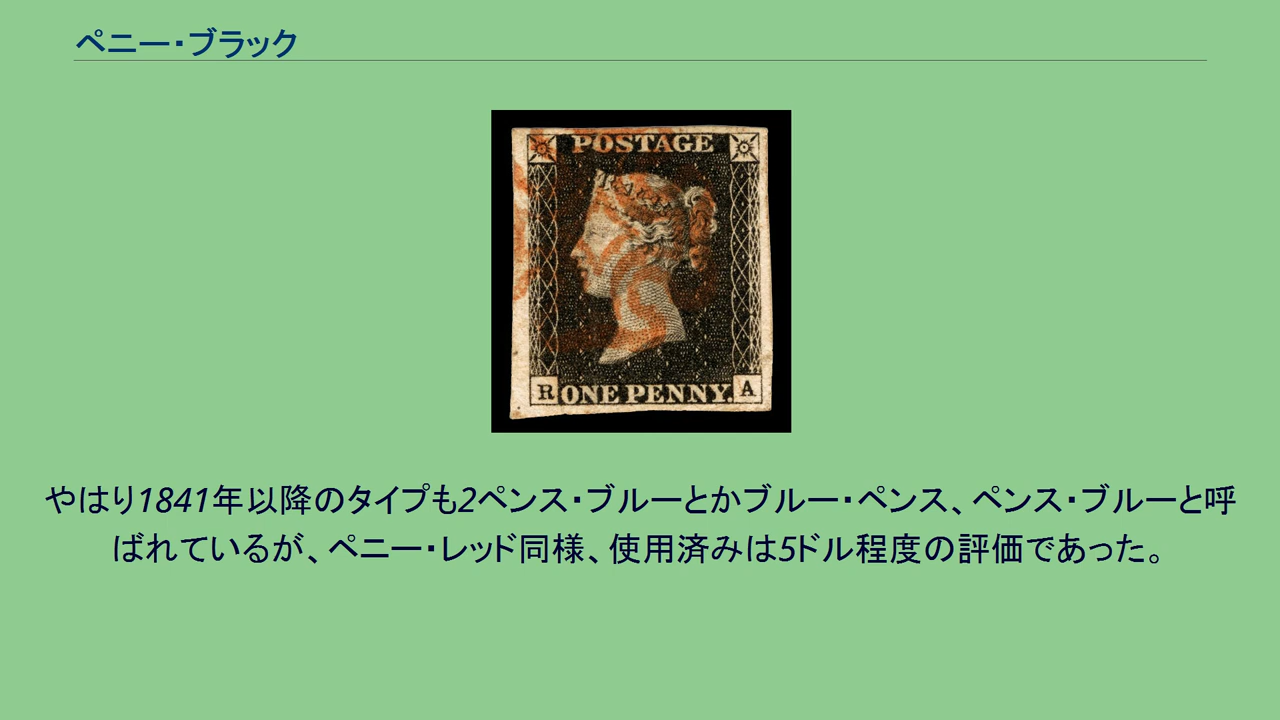 ペニー・ブラック
POSTAGE
R ONE PENNY. A
やはり1841年以降のタイプも2ペンス・ブルーとかブルー・ペンス、ペンス・ブルーと呼
ばれているが、ペニー・レッド同様、使用済みは5ドル程度の評価であった。